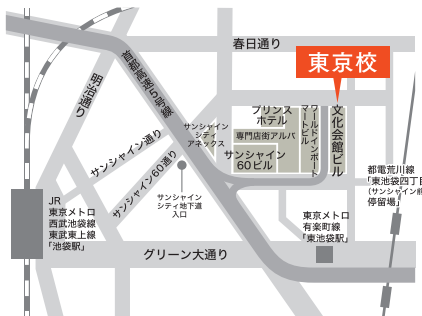 春日通り
東京校
首都高速5号線
明治通り
プリンス
ホテル
ワールドインポート
マートビル
文化会館ビル
サンシャイン
シティ
アネックス
専門店街アルパ
サンシャイン通り
サンシャイン
60ビル
サンシャイン60通り
都電荒川線
「東池袋四丁目
(サンシャイン前
停留場」
サンシャイン
シティ地下道
入口
JR
東京メトロ
西武池袋線
東武東上線
「池袋駅」
東京メトロ
有楽町線
「東池袋駅」
グリーン大通り